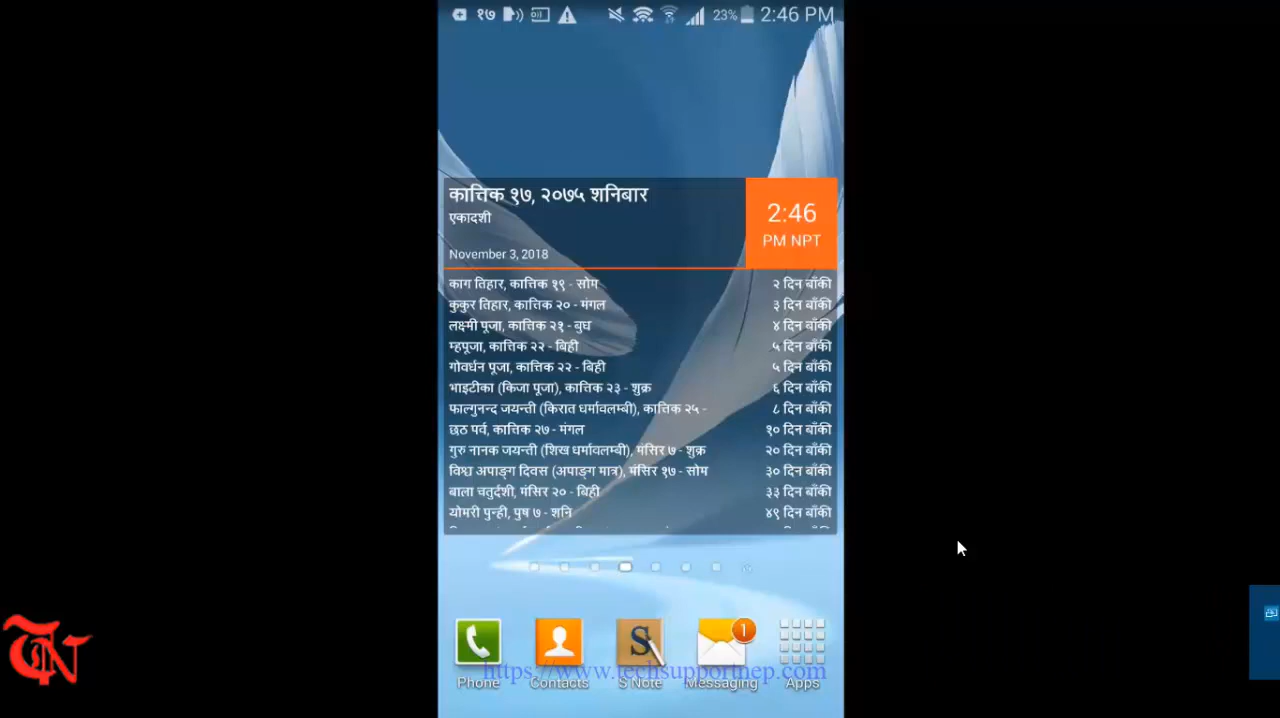 १७ 23% 2:46 PM
कात्तिक १७, २०७५ शनिबार
एकादशी
November 3, 2018
2:46
PM NPT
काग तिहार, कात्तिक १९ - सोम २ दिन बाँकी
कुकुर तिहार, कात्तिक २० - मंगल ३ दिन बाँकी
लक्ष्मी पूजा, कात्तिक २१ - बुध ४ दिन बाँकी
म्हपूजा, कात्तिक २२ - बिही ५ दिन बाँकी
गोवर्धन पूजा, कात्तिक २२ - बिही ५ दिन बाँकी
भाइटीका (किजा पूजा), कात्तिक २३ - शुक्र ६ दिन बाँकी
फाल्गुनन्द जयन्ती (किरात धर्मावलम्बी), कात्तिक २५ - ८ दिन बाँकी
छठ पर्व, कात्तिक २७ - मंगल १० दिन बाँकी
गुरु नानक जयन्ती (शिख धर्मावलम्बी), मंसिर ७ - शुक्र २० दिन बाँकी
विश्व अपाङ्ग दिवस (अपाङ्ग मात्र), मंसिर १७ - सोम ३० दिन बाँकी
बाला चतुर्दशी, मंसिर २० - बिही ३३ दिन बाँकी
योमरी पुन्ही, पुष ७ - शनि ४९ दिन बाँकी
1
https://www.techsupportnep.com
Phone Contacts S Note Messaging Apps